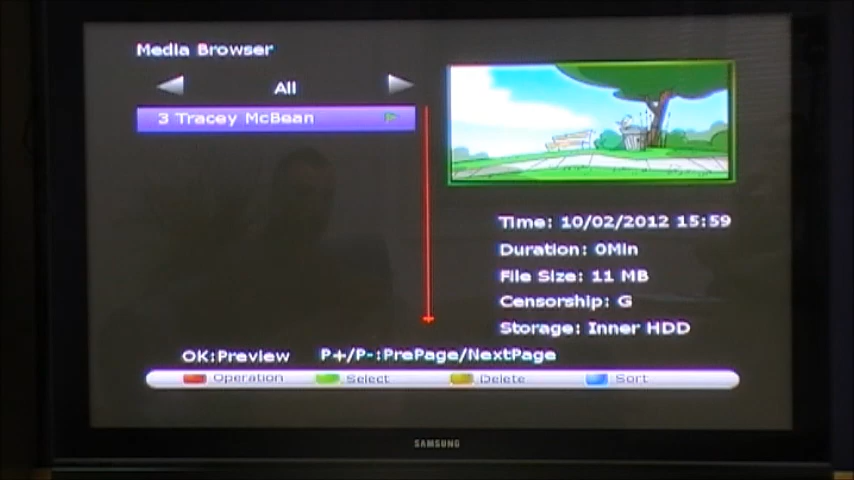 Media Browser
All
3 Tracey McBean
Time: 10/02/2012 15:59
Duration: 0Min
File Size: 11 MB
Censorship: G
Storage: Inner HDD
OK:Preview P+/P-:PrePage/NextPage
Operation Select Delete Sort
SAMSUNG